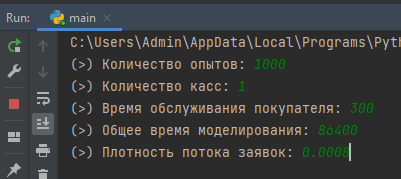 Run: main ×
C:\Users\Admin\AppData\Local\Programs\Pyth
(>) Количество опытов: 1000
(>) Количество касс: 1
(>) Время обслуживания покупателя: 300
(>) Общее время моделирования: 86400
(>) Плотность потока заявок: 0.0008